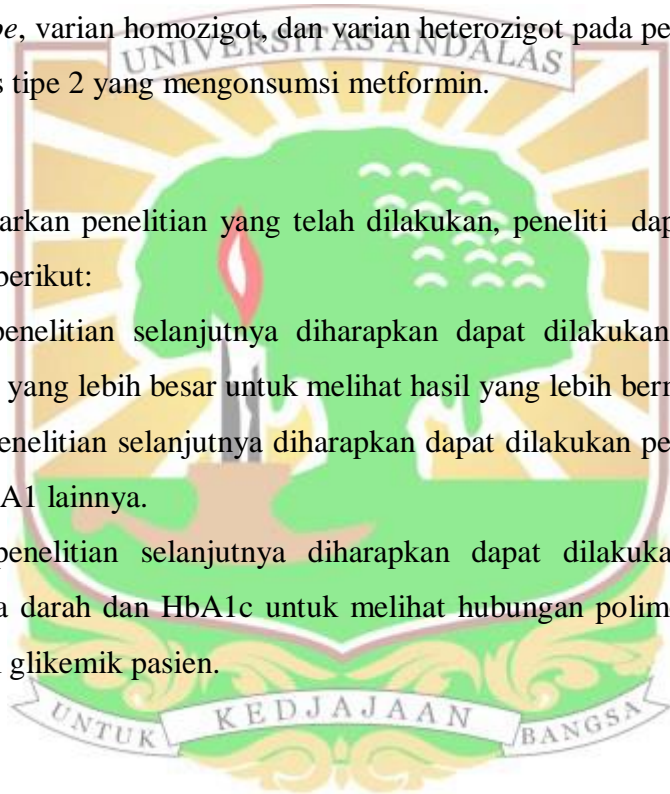 be, varian homozigot, dan varian heterozigot pada pe
UNIVERSITAS ANDALAS
s tipe 2 yang mengonsumsi metformin.
arkan penelitian yang telah dilakukan, peneliti dap
berikut:
penelitian selanjutnya diharapkan dapat dilakukan
yang lebih besar untuk melihat hasil yang lebih ber
enelitian selanjutnya diharapkan dapat dilakukan pe
A1 lainnya.
penelitian selanjutnya diharapkan dapat dilakuka
a darah dan HbA1c untuk melihat hubungan polim
glikemik pasien.
UNTUK KEDJAJAAN BANGSA